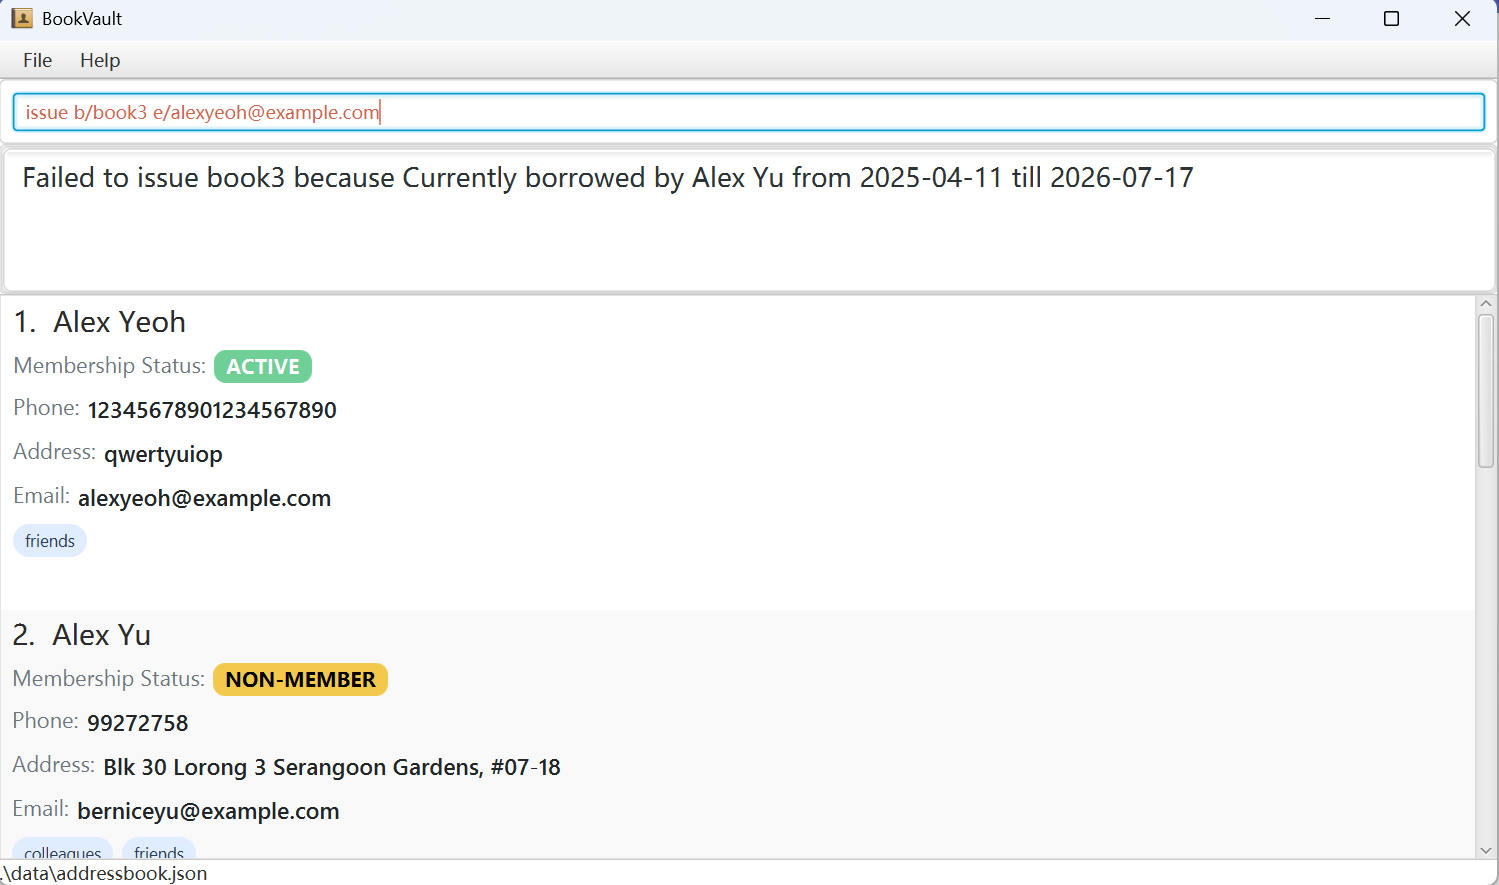 BookVault
File Help
issue b/book3 e/alexyeoh@example.com
Failed to issue book3 because Currently borrowed by Alex Yu from 2025-04-11 till 2026-07-17
1. Alex Yeoh
Membership Status: ACTIVE
Phone: 12345678901234567890
Address: qwertyuiop
Email: alexyeoh@example.com
friends
2. Alex Yu
Membership Status: NON-MEMBER
Phone: 99272758
Address: Blk 30 Lorong 3 Serangoon Gardens, #07-18
Email: berniceyu@example.com
colleagues friends
.\data\addressbook.json